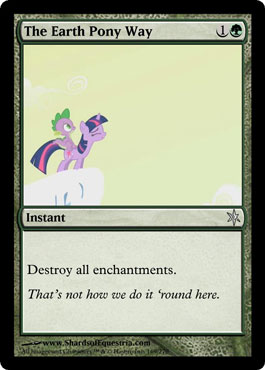 The Earth Pony Way 1
Instant
Destroy all enchantments.
That's not how we do it ‘round here.
www.ShardsofEquestria.com